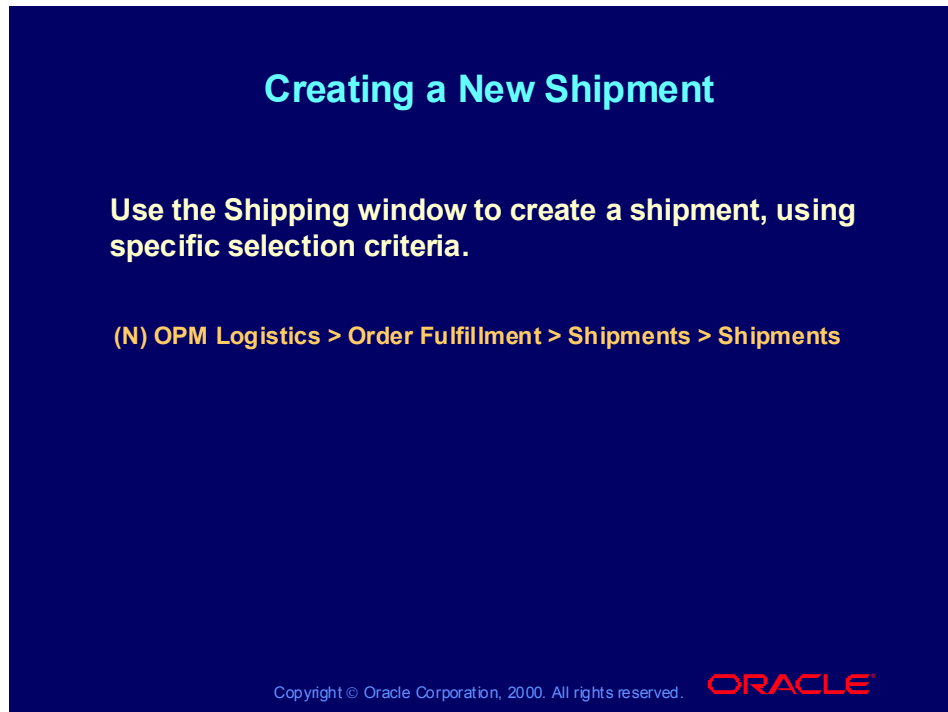 Creating a New Shipment
Use the Shipping window to create a shipment, using
specific selection criteria.
(N) OPM Logistics > Order Fulfillment > Shipments > Shipments
Copyright © Oracle Corporation, 2000. All rights reserved.
ORACLE®